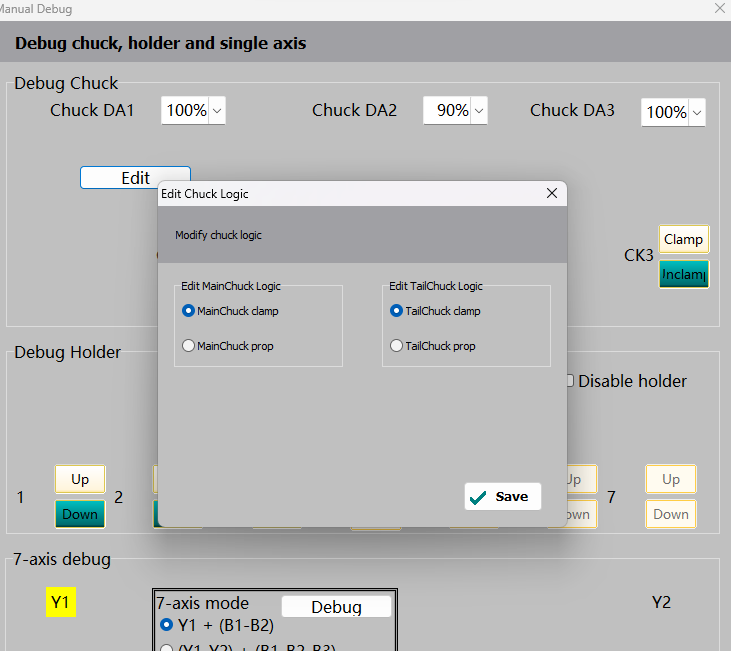 Manual Debug
Debug chuck, holder and single axis
Debug Chuck
Chuck DA1 100% Chuck DA2 90% Chuck DA3 100%
Edit
Edit Chuck Logic
Modify chuck logic
Edit MainChuck Logic
MainChuck clamp
MainChuck prop
Edit TailChuck Logic
TailChuck clamp
TailChuck prop
Save
CK3
Clamp
Unclamp
Debug Holder
Disable holder
1
Up
Down
2
Up
Down
7
Up
Down
7-axis debug
Y1
7-axis mode
Debug
Y1 + (B1-B2)
(Y1-Y2) + (B1-B2-B3)
Y2